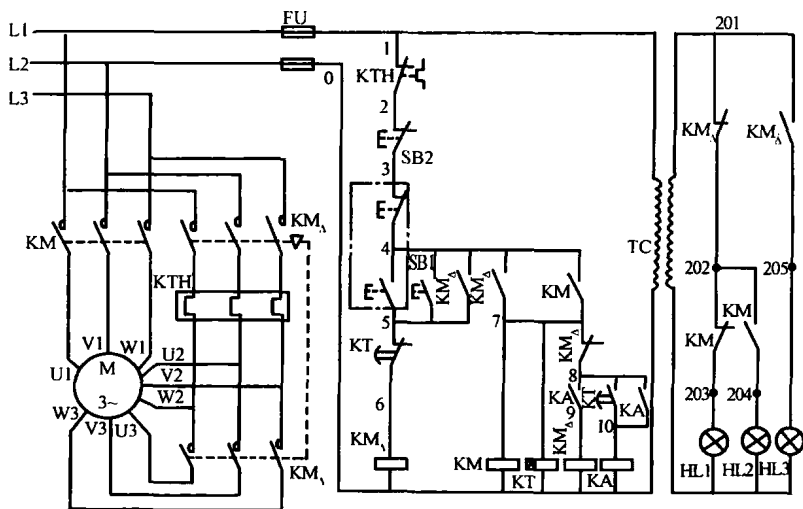 L1
FU
201
L2
1
0
KTH
L3
2
KM△
KM△
SB2
3
KM
KM△
4
SB1
KM△
KM△
KM
TC
202
205
KTH
5
7
KT
KM△
KM
KM
V1
W1
M
U1
U2
V2
W2
3~
W3
V3
U3
6
8
KA
KT
KA
9
10
203
204
KM
KM△
KM
KT
KA
HL1
HL2
HL3